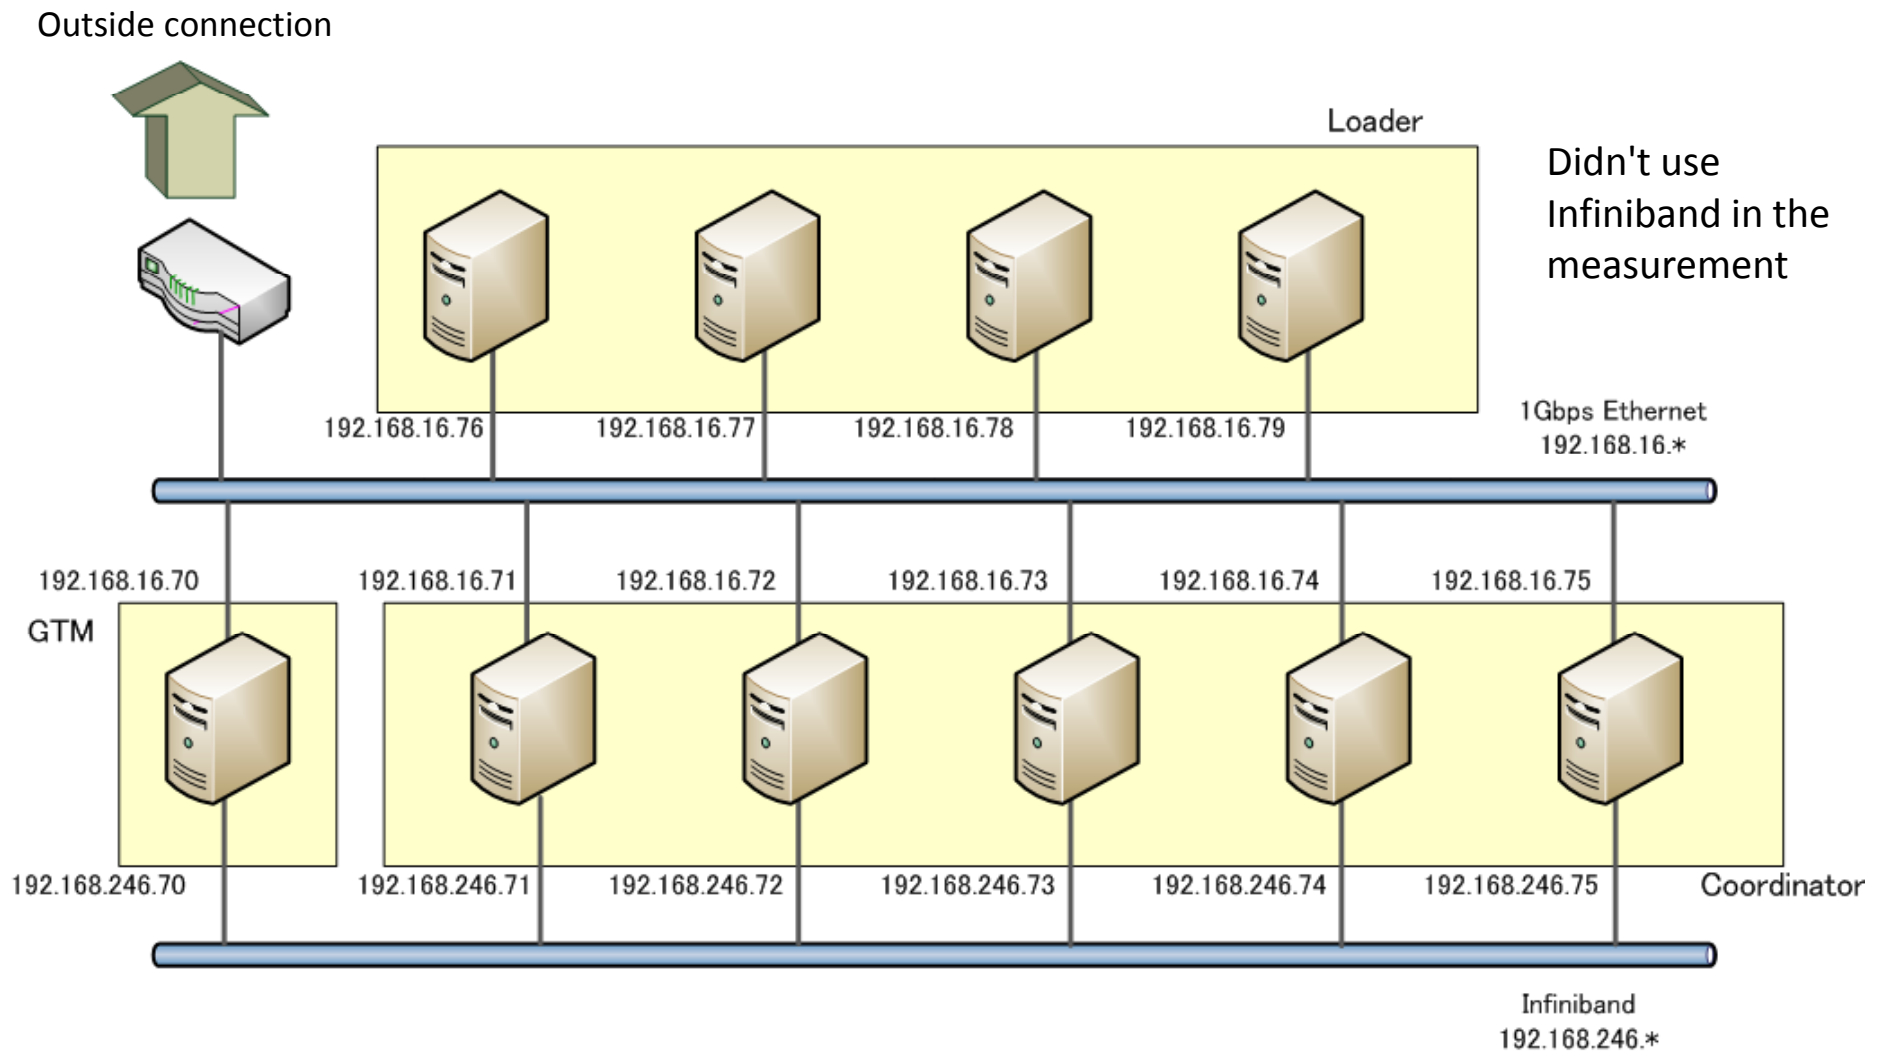 Outside connection
Loader
Didn't use
Infiniband in the
measurement
1Gbps Ethernet
192.168.16.*
192.168.16.76
192.168.16.77
192.168.16.78
192.168.16.79
192.168.16.70
192.168.16.71
192.168.16.72
192.168.16.73
192.168.16.74
192.168.16.75
GTM
192.168.246.70
192.168.246.71
192.168.246.72
192.168.246.73
192.168.246.74
192.168.246.75
Coordinator
Infiniband
192.168.246.*